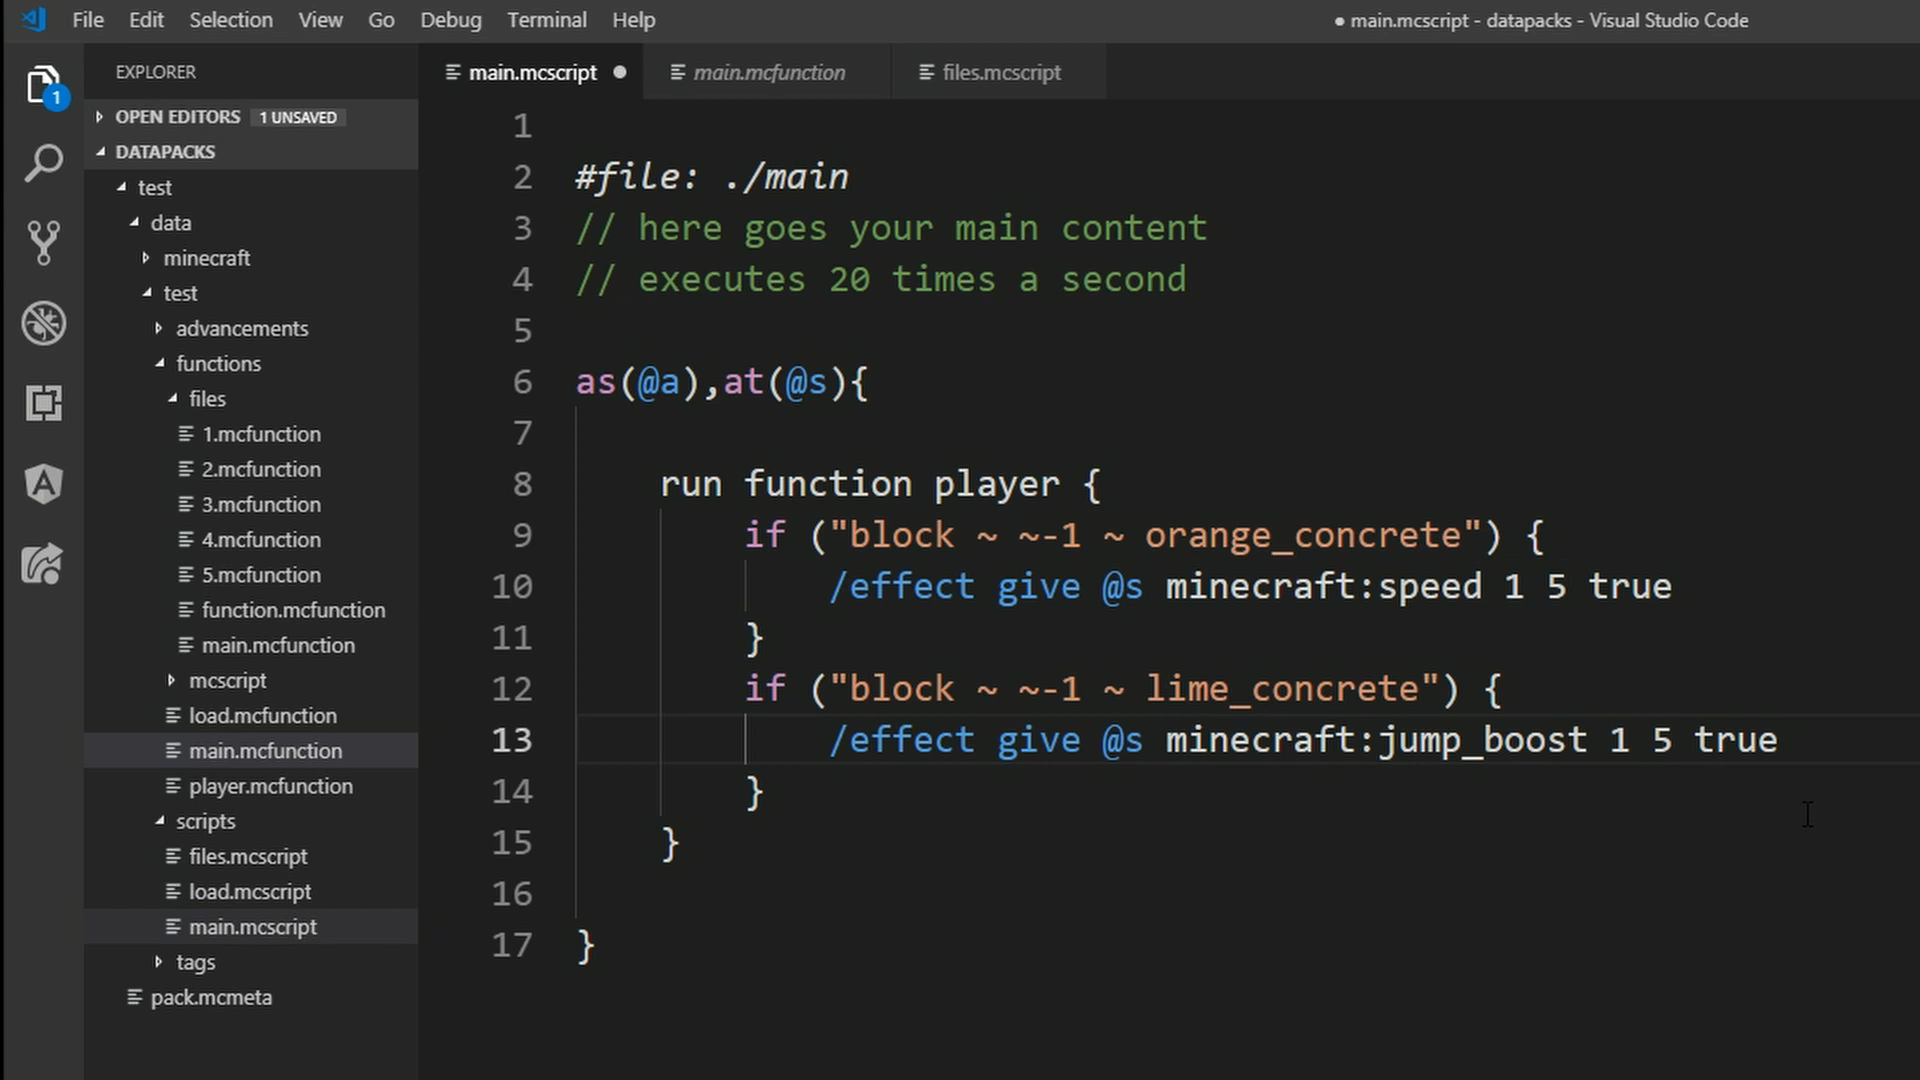 File Edit Selection View Go Debug Terminal Help
● main.mcscript - datapacks - Visual Studio Code
EXPLORER
1
OPEN EDITORS 1 UNSAVED
DATAPACKS
test
data
minecraft
test
advancements
functions
files
1.mcfunction
2.mcfunction
3.mcfunction
4.mcfunction
5.mcfunction
function.mcfunction
main.mcfunction
mcscript
load.mcfunction
main.mcfunction
player.mcfunction
scripts
files.mcscript
load.mcscript
main.mcscript
tags
pack.mcmeta
main.mcscript ● main.mcfunction files.mcscript
1
2 #file: ./main
3 // here goes your main content
4 // executes 20 times a second
5
6 as(@a),at(@s){
7
8 run function player {
9 if ("block ~ ~-1 ~ orange_concrete") {
10 /effect give @s minecraft:speed 1 5 true
11 }
12 if ("block ~ ~-1 ~ lime_concrete") {
13 /effect give @s minecraft:jump_boost 1 5 true
14 }
15 }
16
17 }